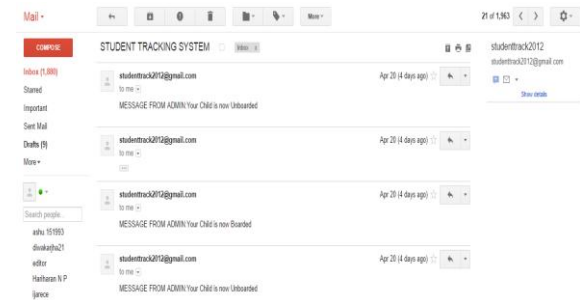 Mail
More
21 of 1,963
COMPOSE
Inbox (1,880)
Starred
Important
Sent Mail
Drafts (9)
More
Search people...
ashu 151993
divakarjha21
editor
Hariharan N P
ijarece
STUDENT TRACKING SYSTEM
Inbox x
studenttrack2012@gmail.com
Apr 20 (4 days ago)
to me
MESSAGE FROM ADMIN:Your Child is now Unboarded
studenttrack2012@gmail.com
Apr 20 (4 days ago)
to me
studenttrack2012@gmail.com
Apr 20 (4 days ago)
to me
MESSAGE FROM ADMIN:Your Child is now Boarded
studenttrack2012@gmail.com
Apr 20 (4 days ago)
to me
MESSAGE FROM ADMIN:Your Child is now Unboarded
studenttrack2012
studenttrack2012@gmail.com
Show details